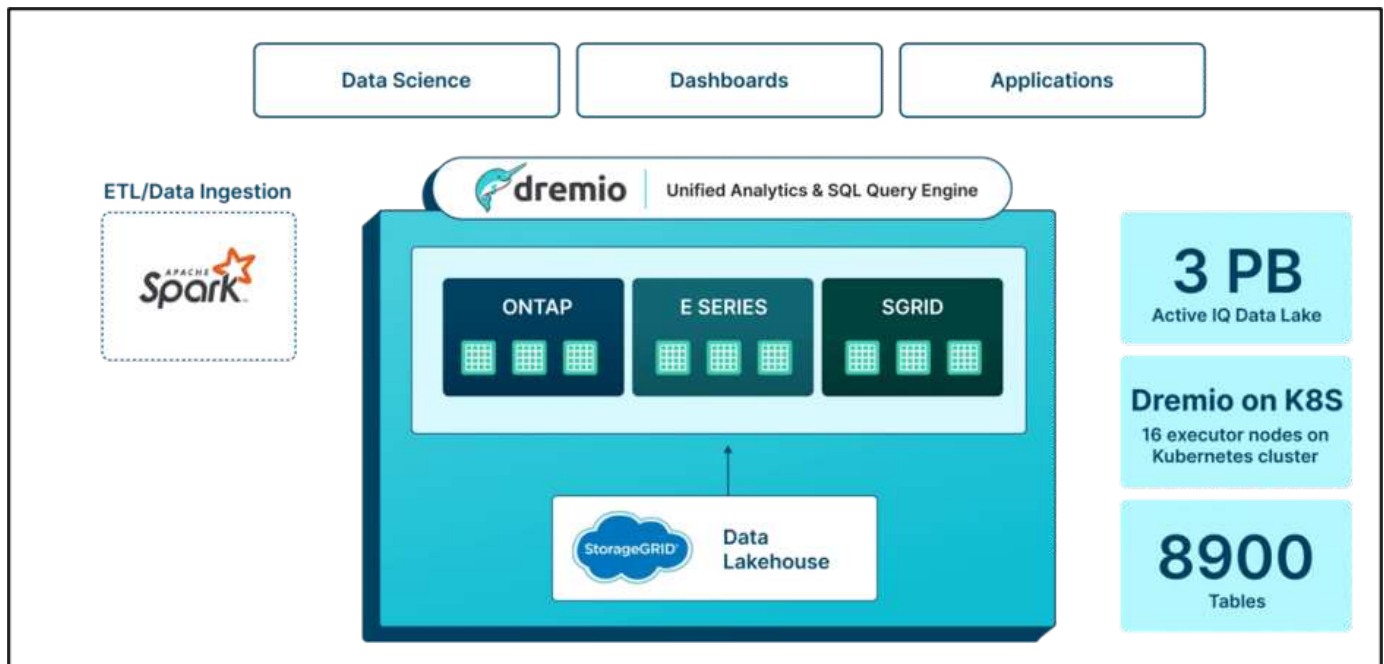 Data Science
Dashboards
Applications
ETL/Data Ingestion
APACHE
Spark™
dremio
Unified Analytics & SQL Query Engine
ONTAP
E SERIES
SGRID
StorageGRID
Data
Lakehouse
3 PB
Active IQ Data Lake
Dremio on K8S
16 executor nodes on
Kubernetes cluster
8900
Tables